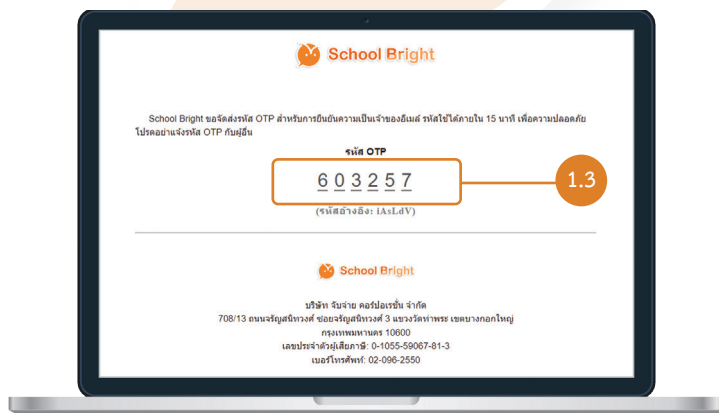 School Bright
School Bright ขอจัดส่งรหัส OTP สำหรับการยืนยันความเป็นเจ้าของอีเมล์ รหัสใช้ได้ภายใน 15 นาที เพื่อความปลอดภัย
โปรดอย่าแจ้งรหัส OTP กับผู้อื่น
รหัส OTP
6 0 3 2 5 7
1.3
(รหัสอ้างอิง: iAsLdV)
School Bright
บริษัท จับจ่าย คอร์ปอเรชั่น จำกัด
708/13 ถนนจรัญสนิทวงศ์ ซอยจรัญสนิทวงศ์ 3 แขวงวัดท่าพระ เขตบางกอกใหญ่
กรุงเทพมหานคร 10600
เลขประจำตัวผู้เสียภาษี: 0-1055-59067-81-3
เบอร์โทรศัพท์: 02-096-2550